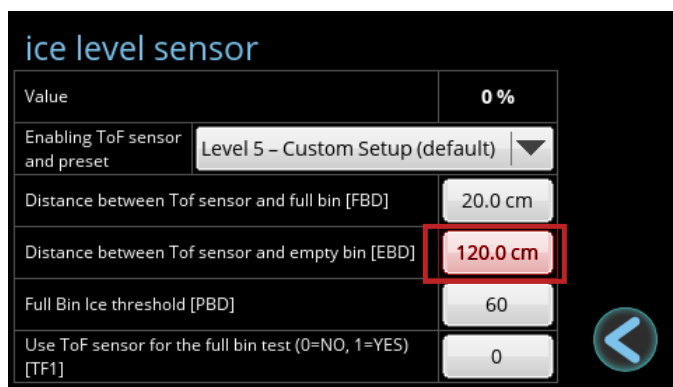 ice level sensor
Value
0 %
Enabling ToF sensor
and preset
Level 5 – Custom Setup (default)
Distance between Tof sensor and full bin [FBD]
20.0 cm
Distance between Tof sensor and empty bin [EBD]
120.0 cm
Full Bin Ice threshold [PBD]
60
Use ToF sensor for the full bin test (0=NO, 1=YES)
[TF1]
0